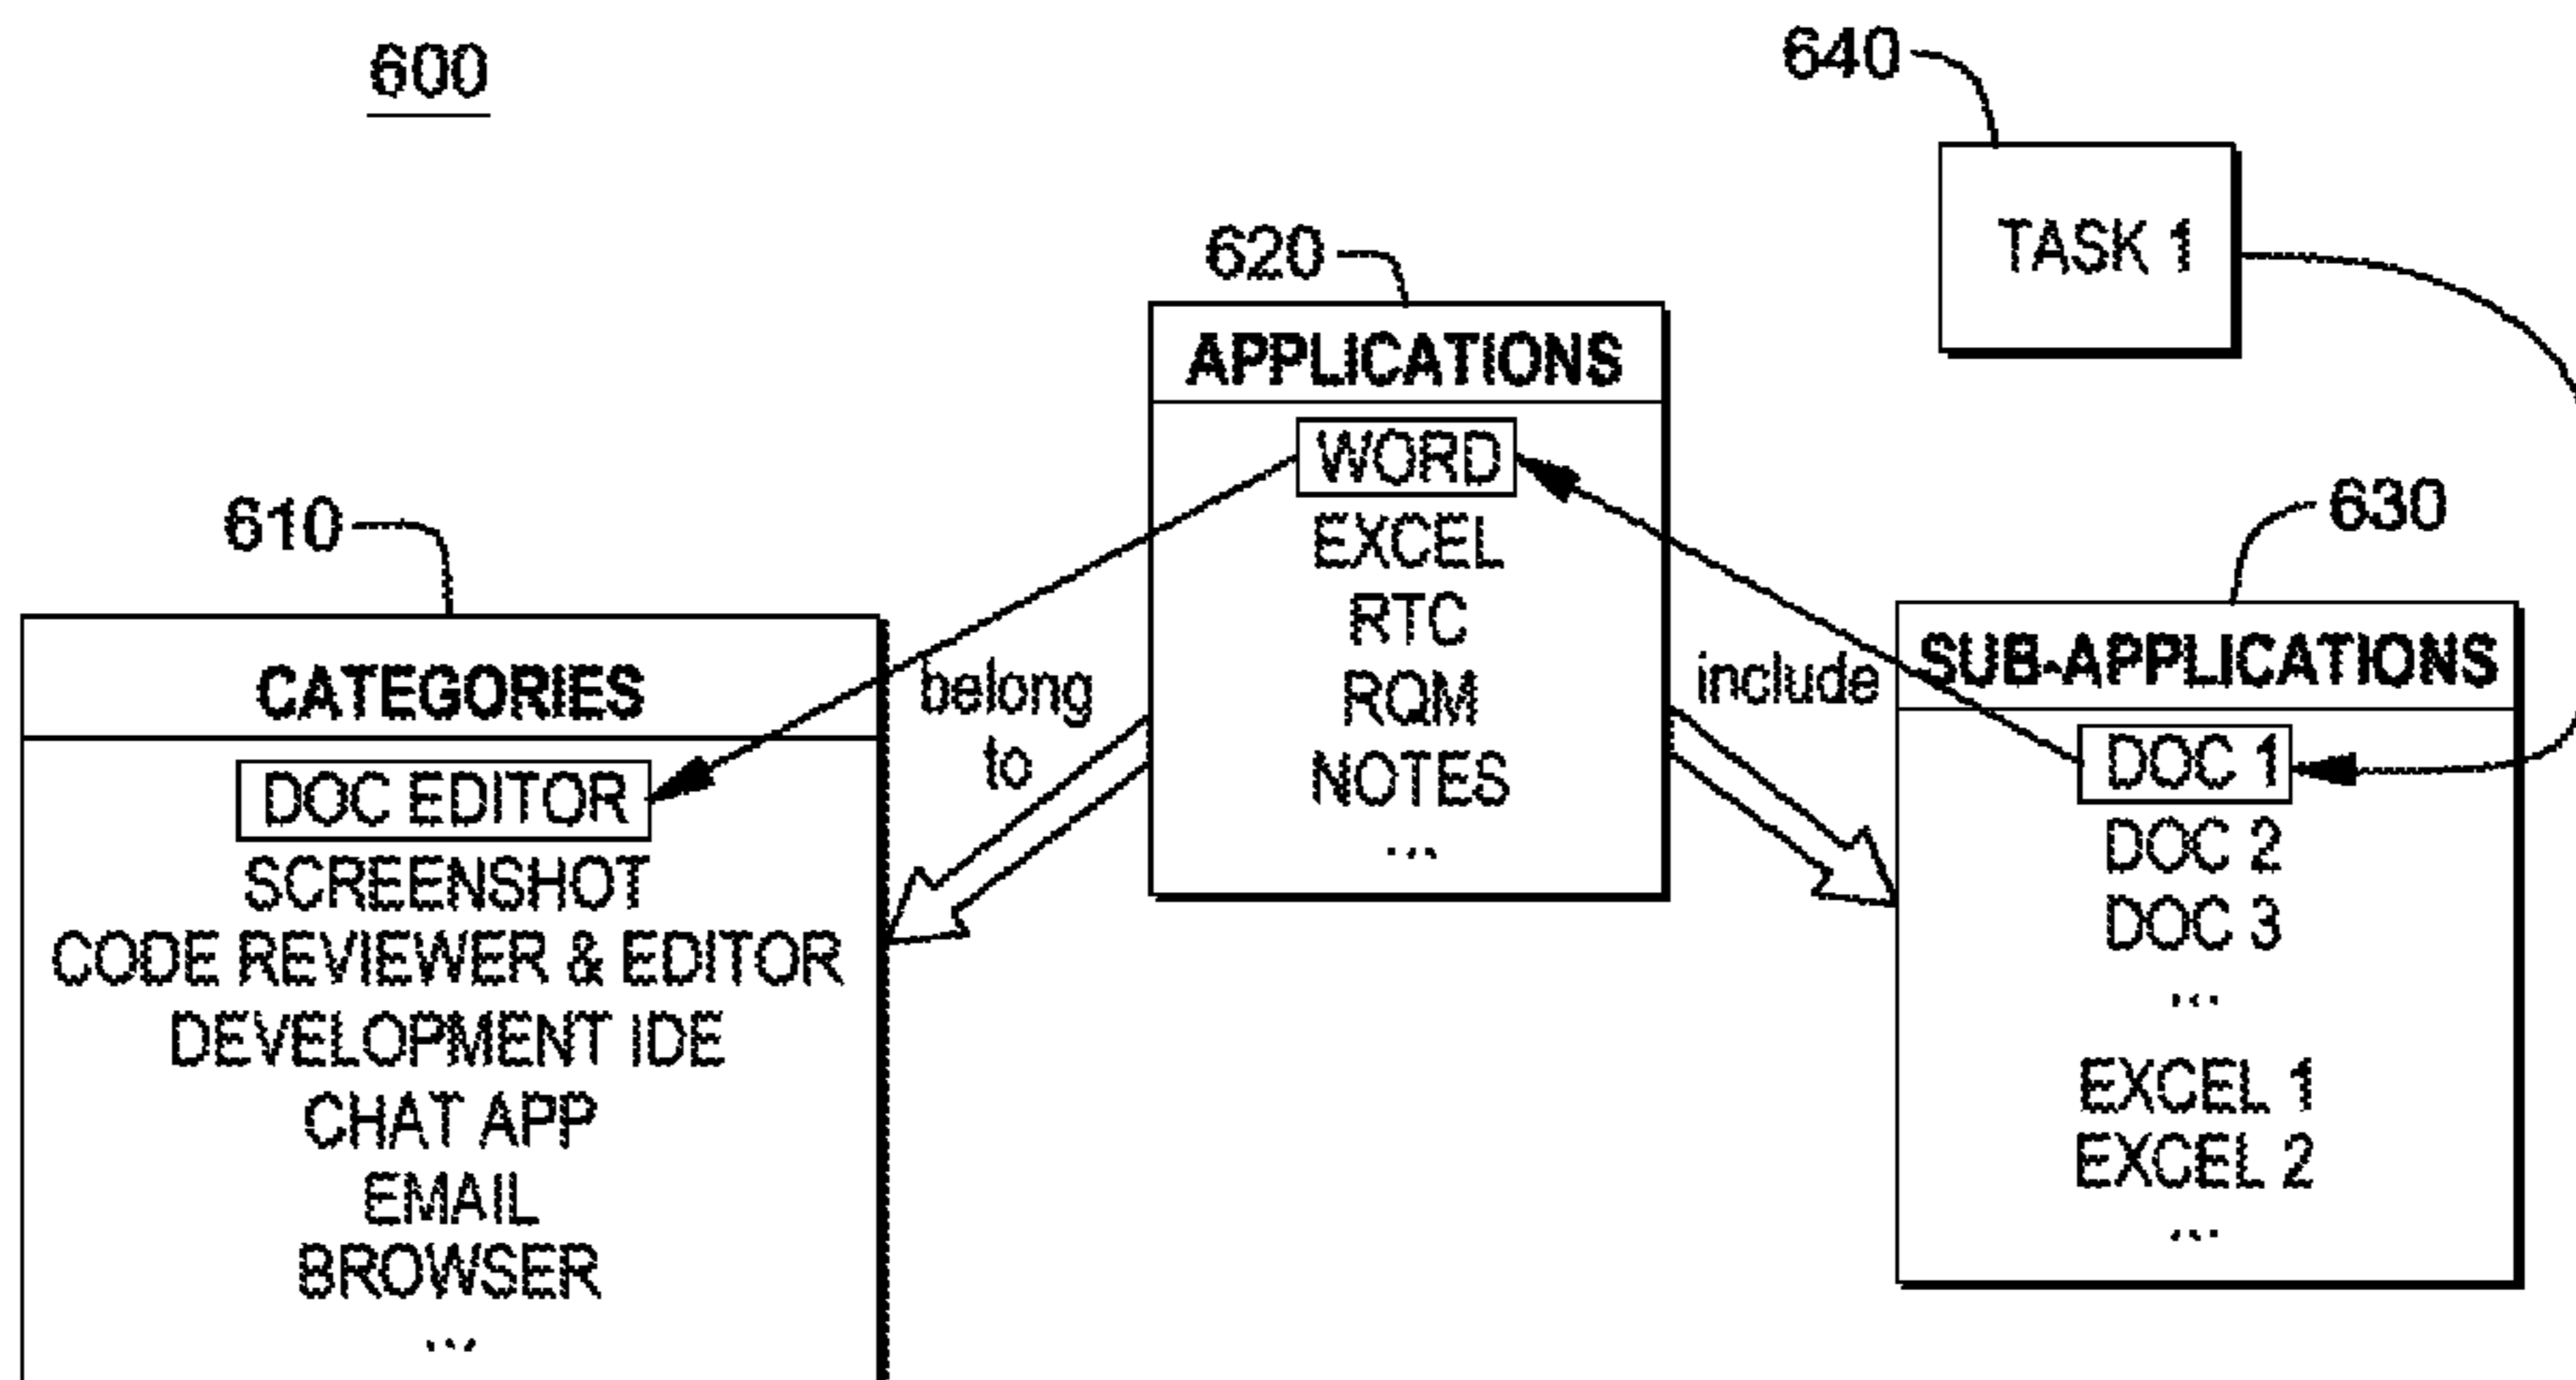 600
640
TASK 1
620
APPLICATIONS
WORD
EXCEL
RTC
RQM
NOTES
...
610
CATEGORIES
DOC EDITOR
SCREENSHOT
CODE REVIEWER & EDITOR
DEVELOPMENT IDE
CHAT APP
EMAIL
BROWSER
...
belong
to
include
630
SUB-APPLICATIONS
DOC 1
DOC 2
DOC 3
...
EXCEL 1
EXCEL 2
...